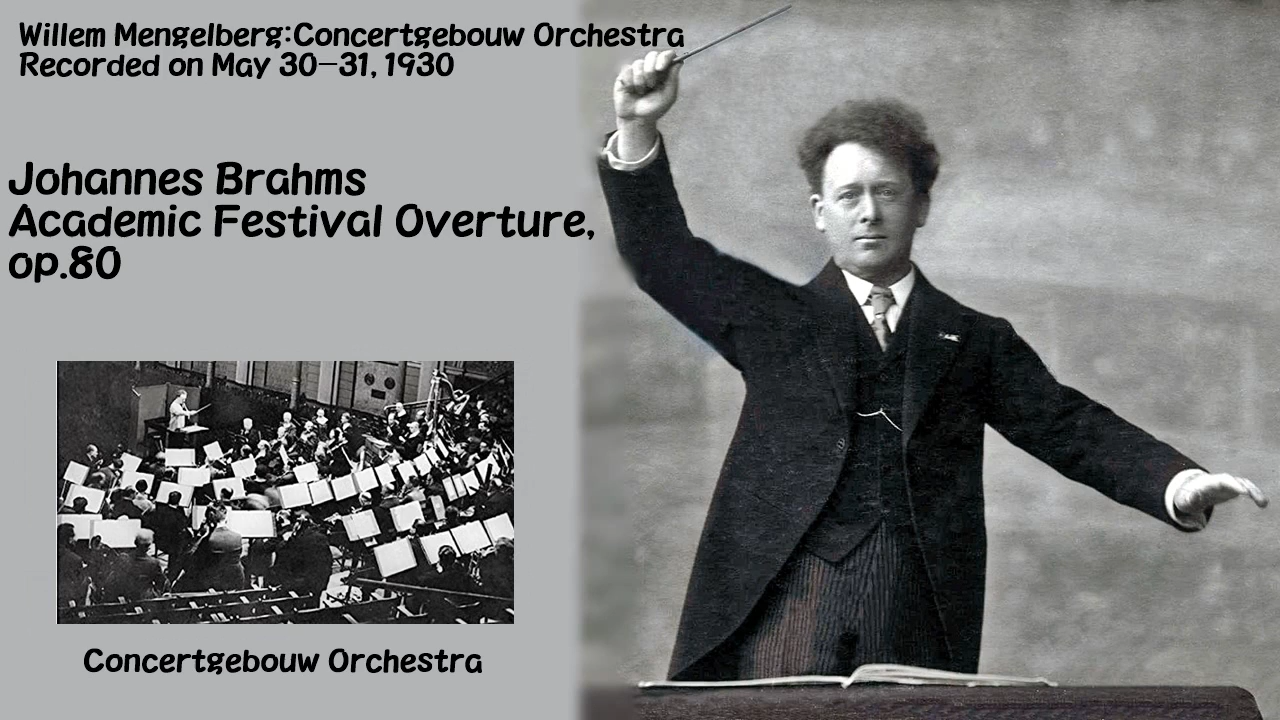 Willem Mengelberg:Concertgebouw Orchestra
Recorded on May 30–31, 1930
Johannes Brahms
Academic Festival Overture,
op.80
Concertgebouw Orchestra